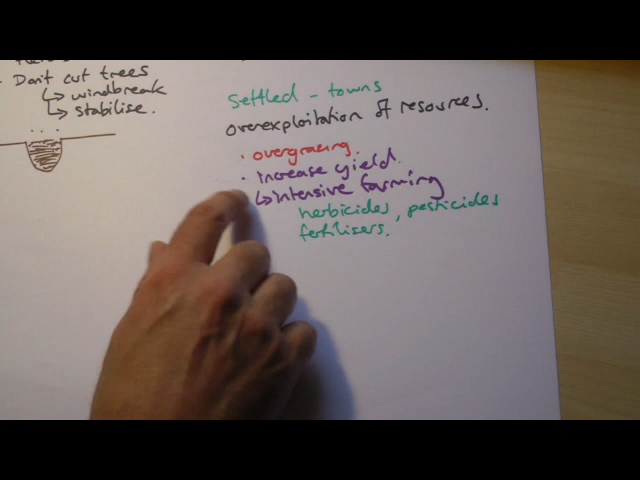 Don't cut trees
↳ windbreak
↳ stabilise.
Settled - towns
overexploitation of resources.
· overgrazing.
· increase yield.
↳ intensive farming
herbicides, pesticides
fertilisers.